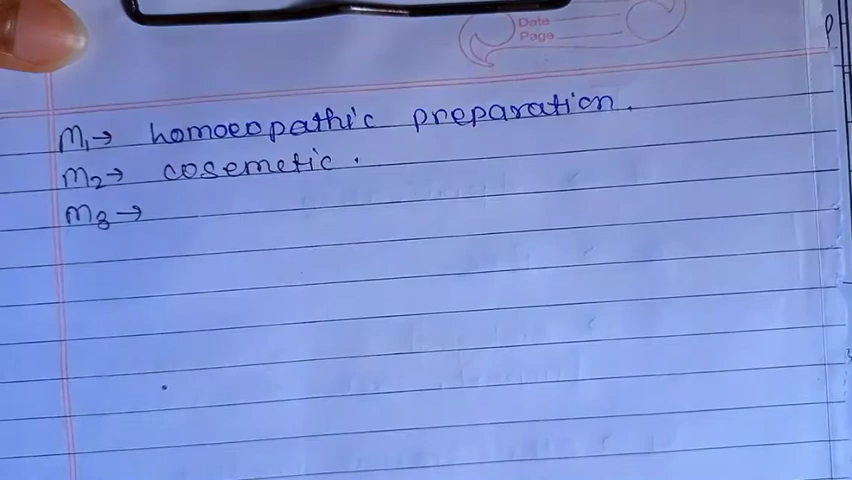 Date
Page
M1→ homoeopathic preparation.
M2→ cosemetic.
M3→